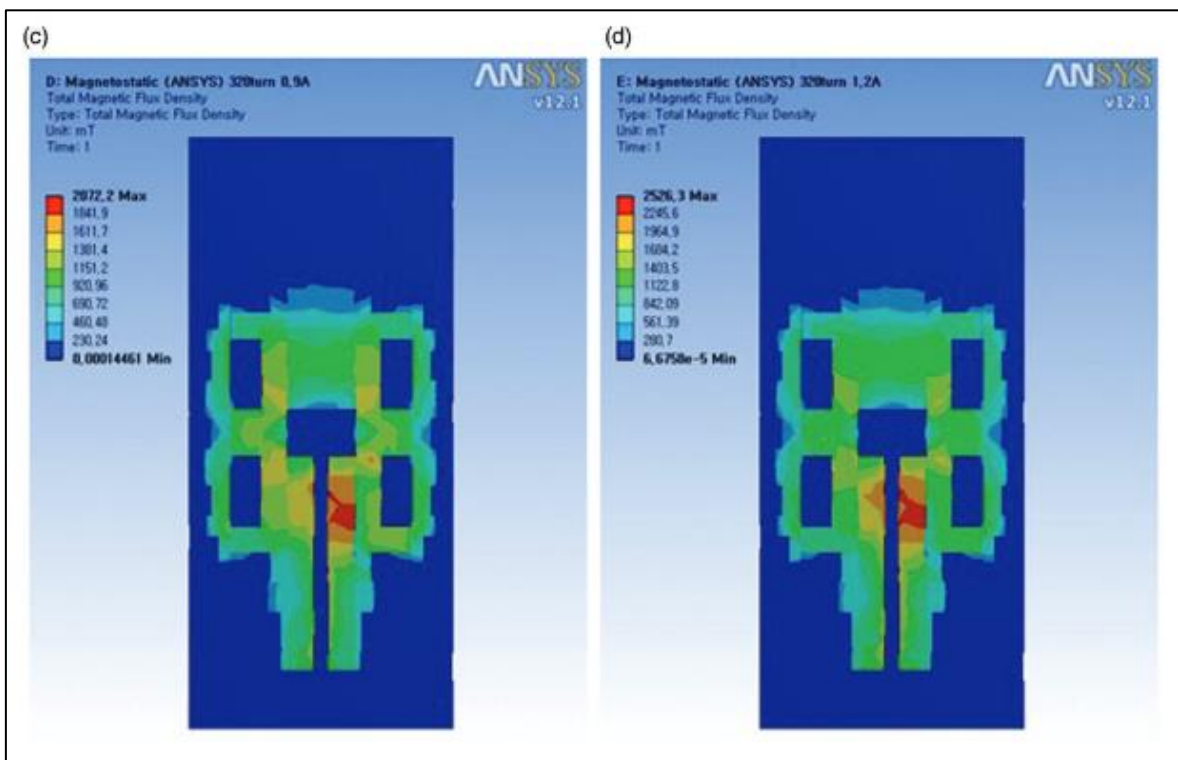 (c)
D: Magnetostatic (ANSYS) 320turn 0,9A
Total Magnetic Flux Density
Type: Total Magnetic Flux Density
Unit: mT
Time: 1
ANSYS
v12.1
2072,2 Max
1841,9
1611,7
1381,4
1151,2
920,96
690,72
460,48
230,24
0,00014461 Min
(d)
E: Magnetostatic (ANSYS) 320turn 1,2A
Total Magnetic Flux Density
Type: Total Magnetic Flux Density
Unit: mT
Time: 1
ANSYS
v12.1
2526,3 Max
2245,6
1964,9
1684,2
1403,5
1122,8
842,09
561,39
280,7
6,6758e-5 Min